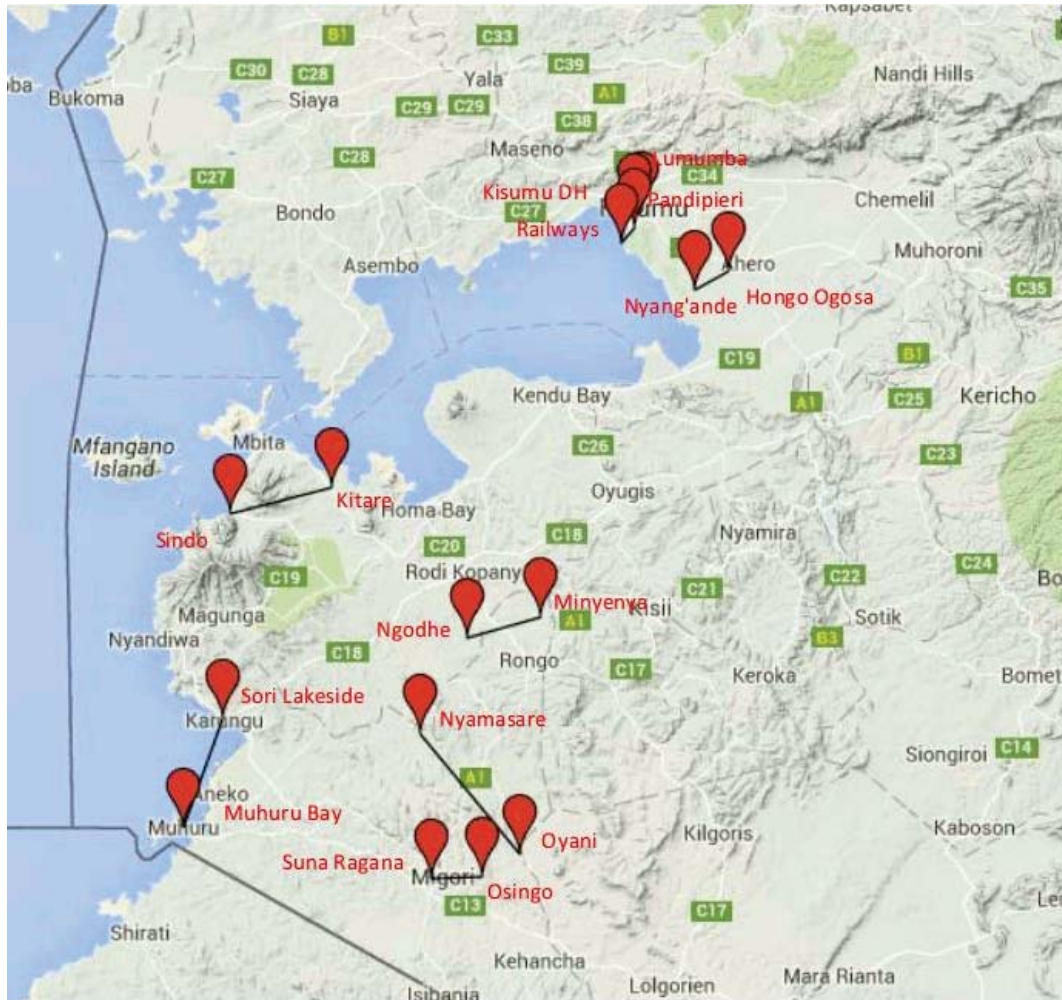 Kapsabet
B1
C33
C39
C30
C28
Yala
Nandi Hills
oba
Bukoma
Siaya
C29
C29
A1
C38
Maseno
C28
Lumumba
C27
C34
Kisumu DH
Pandipieri
Chemelil
Bondo
C27
Railways
Muhoroni
Asembo
Ahero
Nyang'ande
Hongo Ogosa
C35
C19
B1
Kendu Bay
A1
C25
Kericho
Mfangano
Island
Mbita
C26
C23
Kitare
Homa Bay
Oyugis
Sindo
Nyamira
C20
C18
C19
Rodi Kopany
C21
C22
C24
Bo
Magunga
Minyenya
Kisii
Sotik
Nyandiwa
Ngodhe
A1
B3
C18
Rongo
C17
Keroka
Bomet
Sori Lakeside
Karungu
Nyamasare
Siongiroi
C14
A1
Aneko
Muhuru Bay
Muhuru
Oyani
Kilgoris
Kaboson
Suna Ragana
Migori
Osingo
C13
C17
Shirati
Kehancha
Mara Rianta
Lolgorien
Isibania